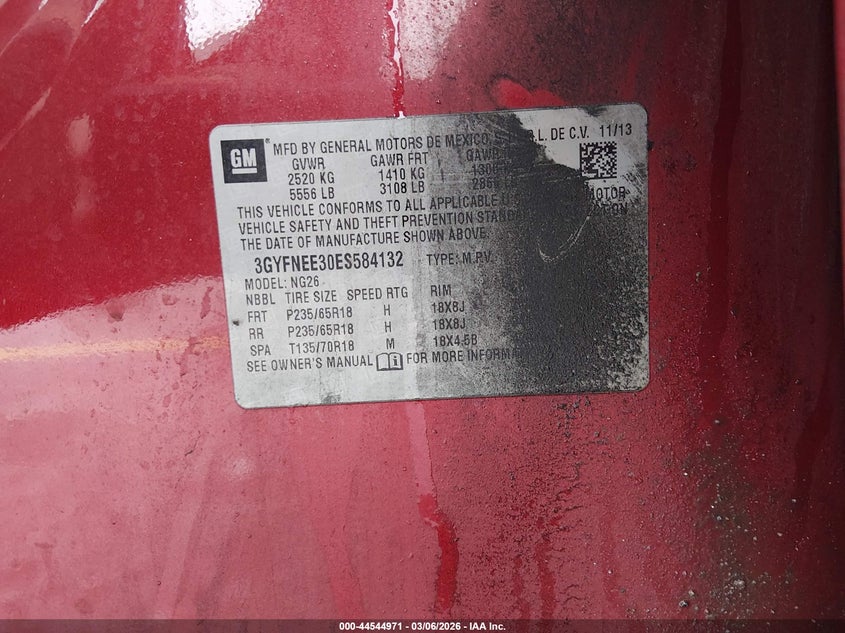 GM
MFD BY GENERAL MOTORS DE MEXICO, S. L. DE C.V. 11/13
GVWR GAWR FRT GAWR
2520 KG 1410 KG 1300
5556 LB 3108 LB
THIS VEHICLE CONFORMS TO ALL APPLICABLE MOTOR
VEHICLE SAFETY AND THEFT PREVENTION
THE DATE OF MANUFACTURE SHOWN ABOVE.
3GYFNEE30ES584132 TYPE: M.P.V.
MODEL: NG26
NBBL TIRE SIZE SPEED RTG RIM
FRT P235/65R18 H 18X8J
RR P235/65R18 H 18X8J
SPA T135/70R18 M 18X4.5B
SEE OWNER'S MANUAL FOR MORE
000-44544971 - 03/06/2026 - IAA Inc.